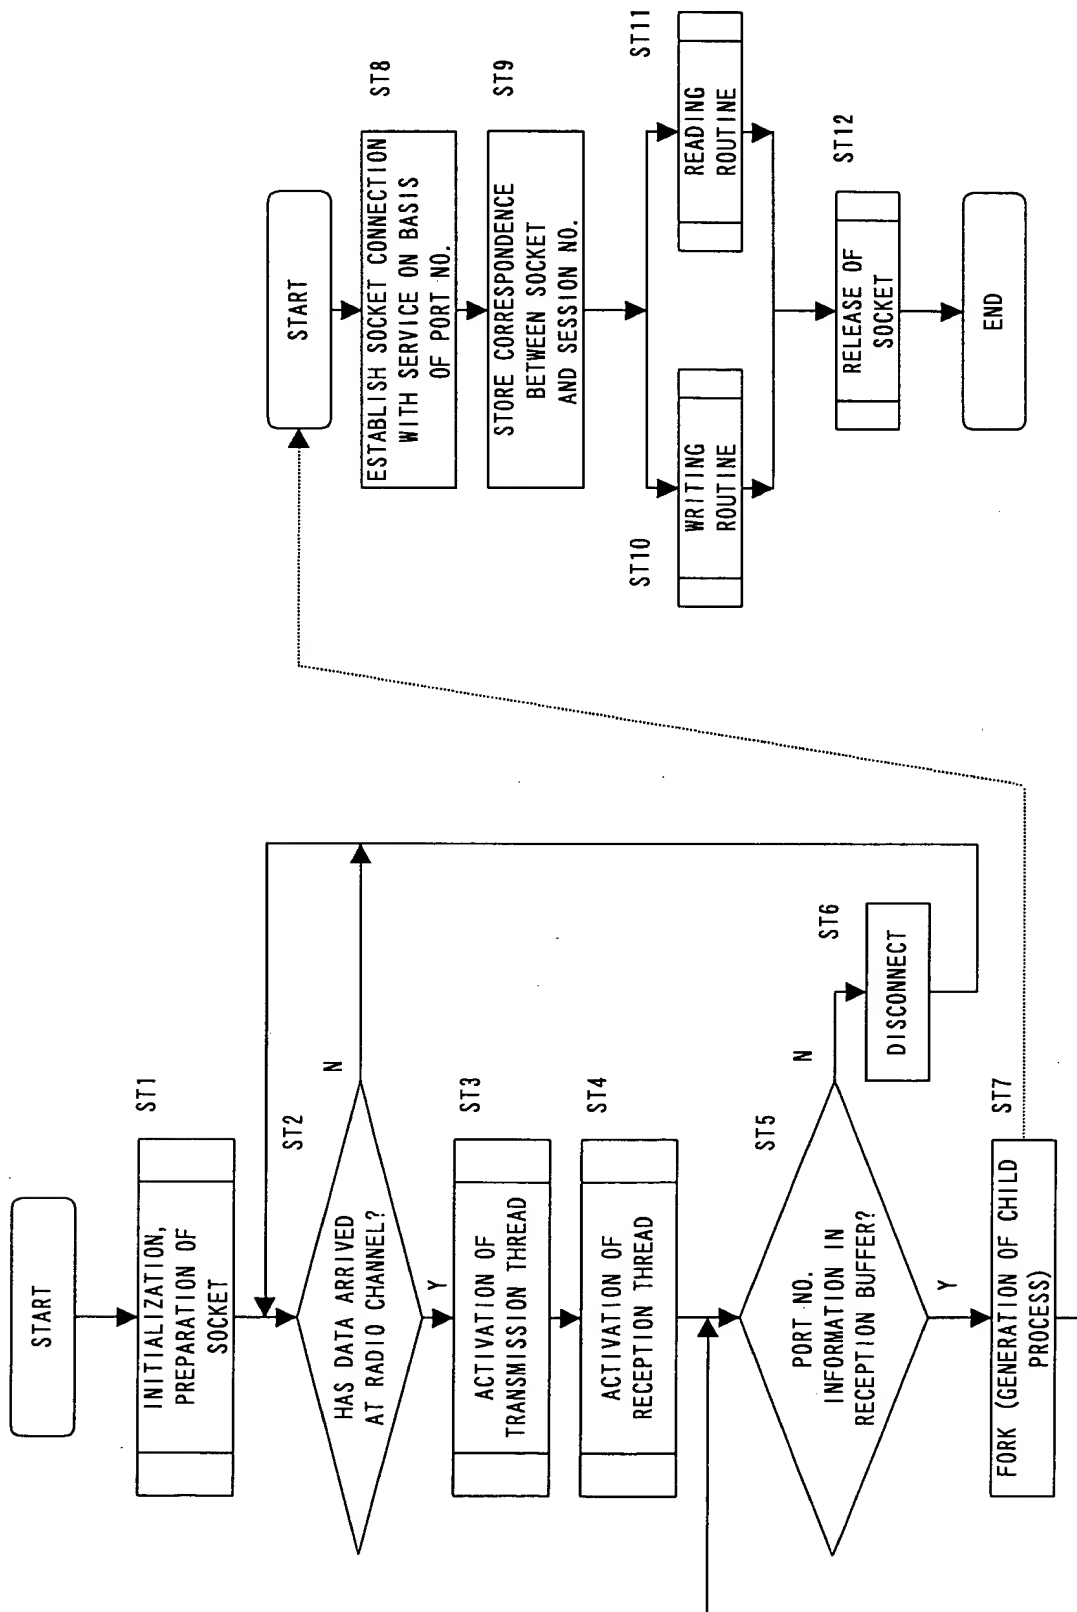 START
INITIALIZATION,
PREPARATION OF
SOCKET
ST1
ST2
HAS DATA ARRIVED
AT RADIO CHANNEL?
N
Y
ST3
ACTIVATION OF
TRANSMISSION THREAD
ST4
ACTIVATION OF
RECEPTION THREAD
ST5
PORT NO.
INFORMATION IN
RECEPTION BUFFER?
N
Y
ST6
DISCONNECT
ST7
FORK (GENERATION OF CHILD
PROCESS)
START
ST8
ESTABLISH SOCKET CONNECTION
WITH SERVICE ON BASIS
OF PORT NO.
ST9
STORE CORRESPONDENCE
BETWEEN SOCKET
AND SESSION NO.
ST10
WRITING
ROUTINE
ST11
READING
ROUTINE
ST12
RELEASE OF
SOCKET
END